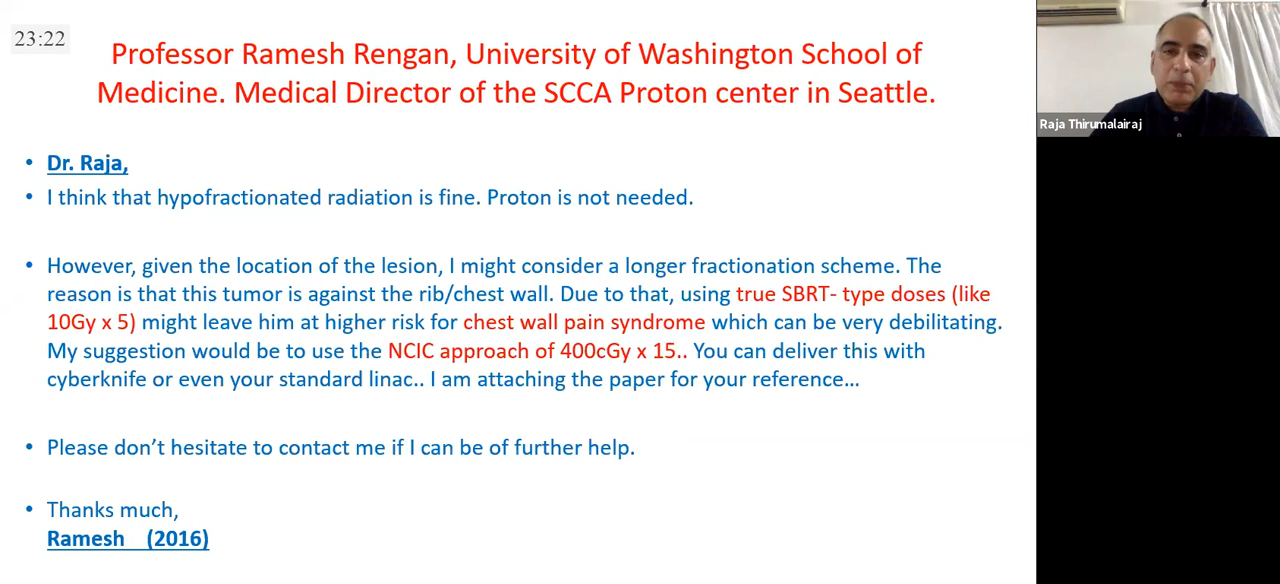 23:22
Professor Ramesh Rengan, University of Washington School of
Medicine. Medical Director of the SCCA Proton center in Seattle.
Raja Thirumalairaj
• Dr. Raja,
• I think that hypofractionated radiation is fine. Proton is not needed.
• However, given the location of the lesion, I might consider a longer fractionation scheme. The
reason is that this tumor is against the rib/chest wall. Due to that, using true SBRT- type doses (like
10Gy x 5) might leave him at higher risk for chest wall pain syndrome which can be very debilitating.
My suggestion would be to use the NCIC approach of 400cGy x 15.. You can deliver this with
cyberknife or even your standard linac.. I am attaching the paper for your reference…
• Please don’t hesitate to contact me if I can be of further help.
• Thanks much,
Ramesh (2016)